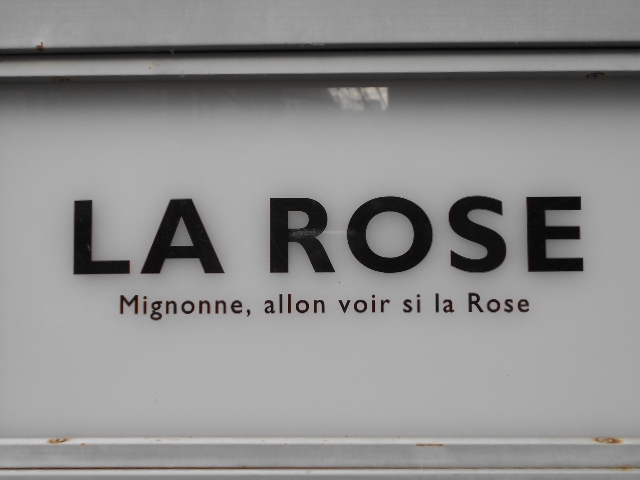 LA ROSE
Mignonne, allon voir si la Rose